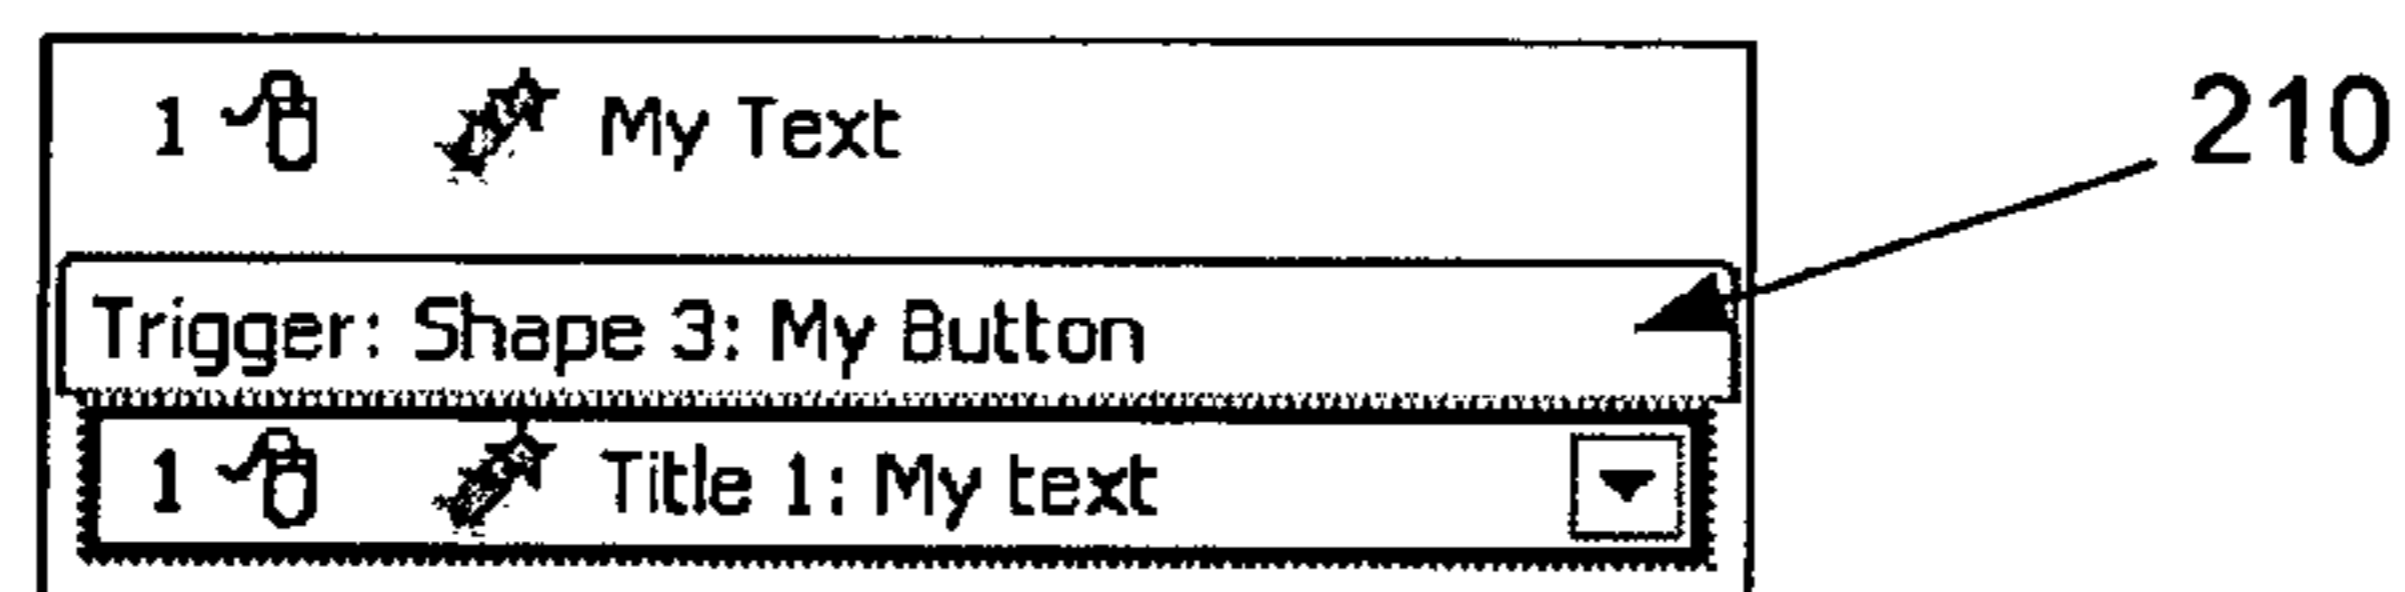 1 My Text
210
Trigger: Shape 3: My Button
1 Title 1: My text